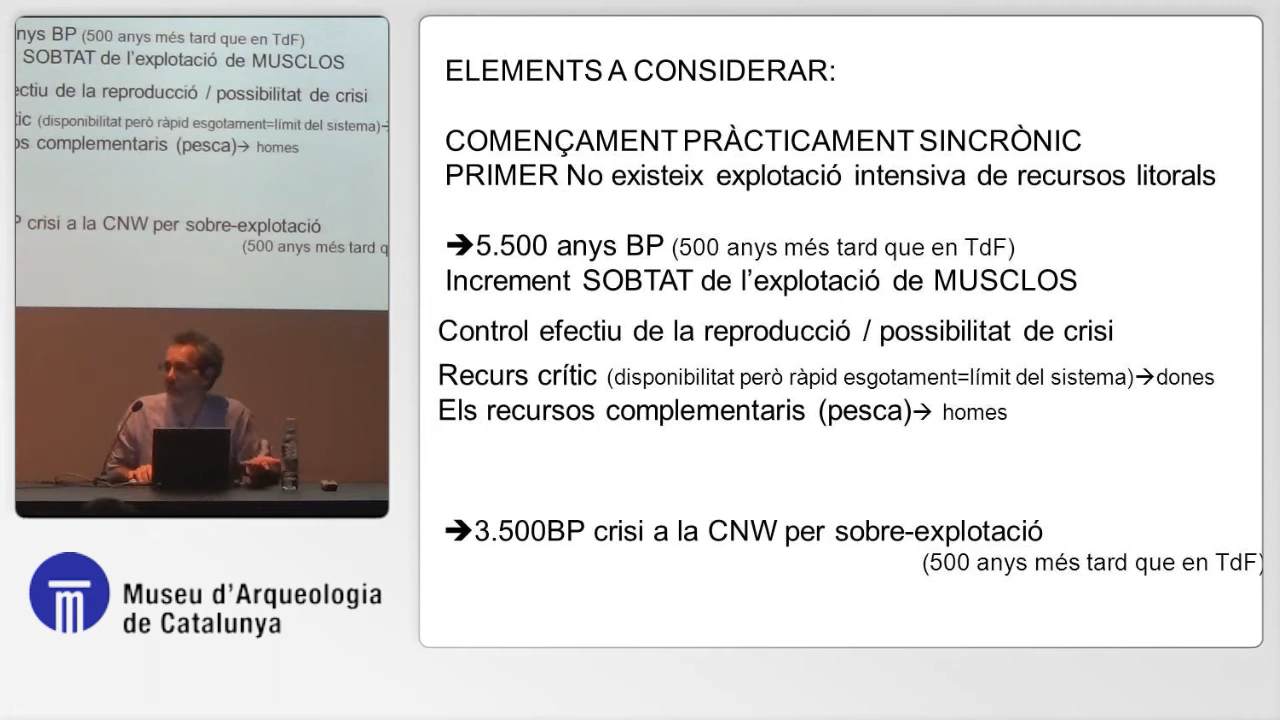 nys BP (500 anys més tard que en TdF)
SOBTAT de l'explotació de MUSCLOS
ectiu de la reproducció / possibilitat de crisi
tic (disponibilitat però ràpid esgotament=límit del sistema)→
os complementaris (pesca)→ homes
P crisi a la CNW per sobre-explotació
(500 anys més tard q
Museu d'Arqueologia
de Catalunya
ELEMENTS A CONSIDERAR:
COMENÇAMENT PRÀCTICAMENT SINCRÒNIC
PRIMER No existeix explotació intensiva de recursos litorals
➔5.500 anys BP (500 anys més tard que en TdF)
Increment SOBTAT de l'explotació de MUSCLOS
Control efectiu de la reproducció / possibilitat de crisi
Recurs crític (disponibilitat però ràpid esgotament=límit del sistema)→dones
Els recursos complementaris (pesca)→ homes
➔3.500BP crisi a la CNW per sobre-explotació
(500 anys més tard que en TdF)